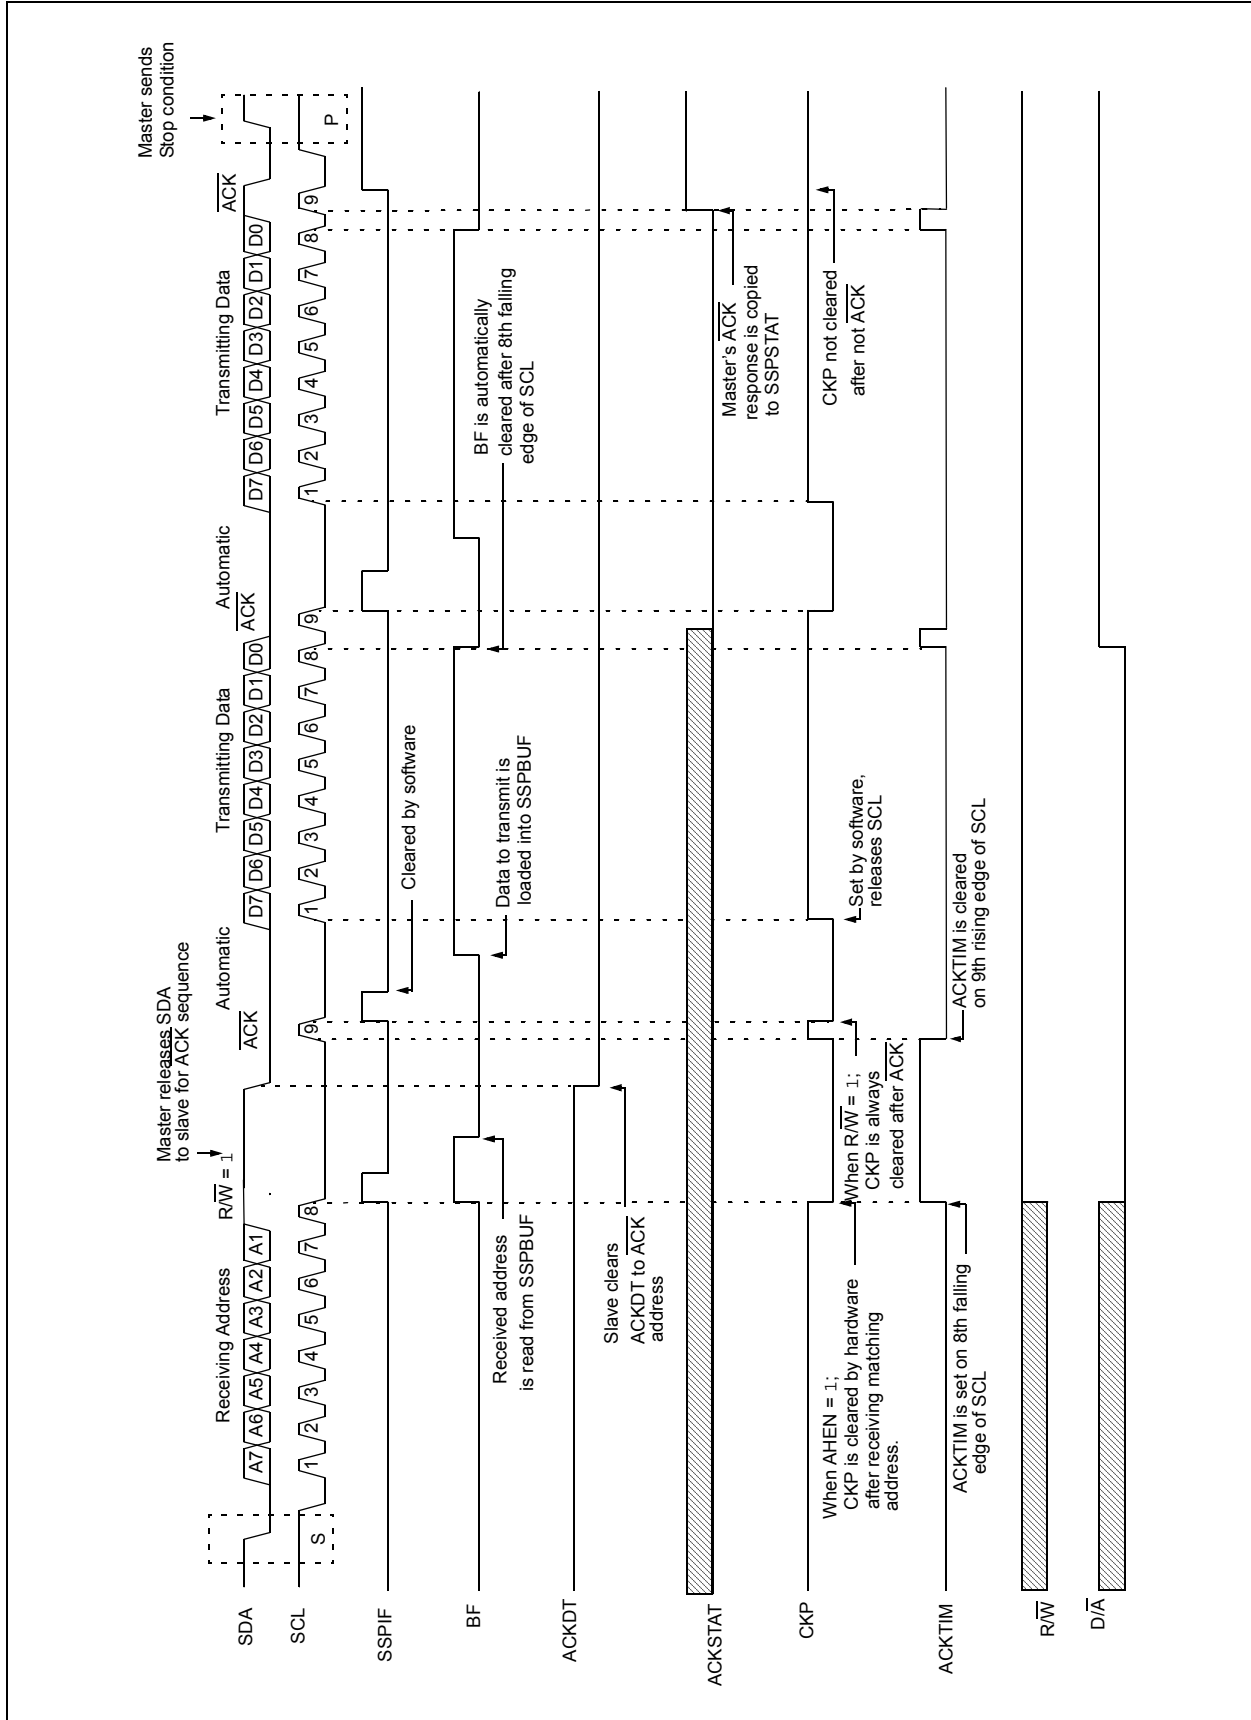 Master releases SDA
to slave for ACK sequence
Master sends
Stop condition
Receiving Address
R/W = 1
ACK
Automatic
Transmitting Data
ACK
Automatic
Transmitting Data
ACK
SDA
A7 A6 A5 A4 A3 A2 A1
D7 D6 D5 D4 D3 D2 D1 D0
D7 D6 D5 D4 D3 D2 D1 D0
SCL
1 2 3 4 5 6 7 8 9
1 2 3 4 5 6 7 8 9
1 2 3 4 5 6 7 8 9
S
P
SSPIF
Cleared by software
BF
Received address
is read from SSPBUF
Data to transmit is
loaded into SSPBUF
BF is automatically
cleared after 8th falling
edge of SCL
ACKDT
Slave clears
ACKDT to ACK
address
ACKSTAT
Master's ACK
response is copied
to SSPSTAT
CKP
When AHEN = 1;
CKP is cleared by hardware
after receiving matching
address.
When R/W = 1;
CKP is always
cleared after ACK
Set by software,
releases SCL
CKP not cleared
after not ACK
ACKTIM
ACKTIM is set on 8th falling
edge of SCL
ACKTIM is cleared
on 9th rising edge of SCL
R/W
D/A